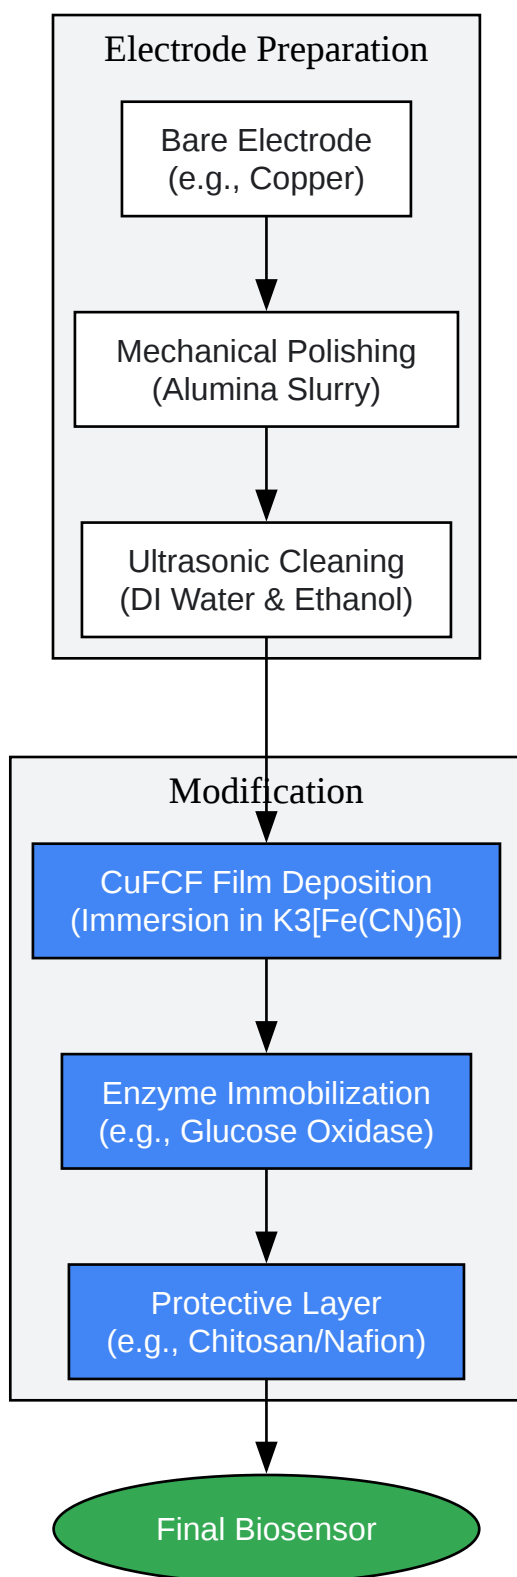 Electrode Preparation
Bare Electrode
(e.g., Copper)
Mechanical Polishing
(Alumina Slurry)
Ultrasonic Cleaning
(DI Water & Ethanol)
Modification
CuFCF Film Deposition
(Immersion in K3[Fe(CN)6])
Enzyme Immobilization
(e.g., Glucose Oxidase)
Protective Layer
(e.g., Chitosan/Nafion)
Final Biosensor